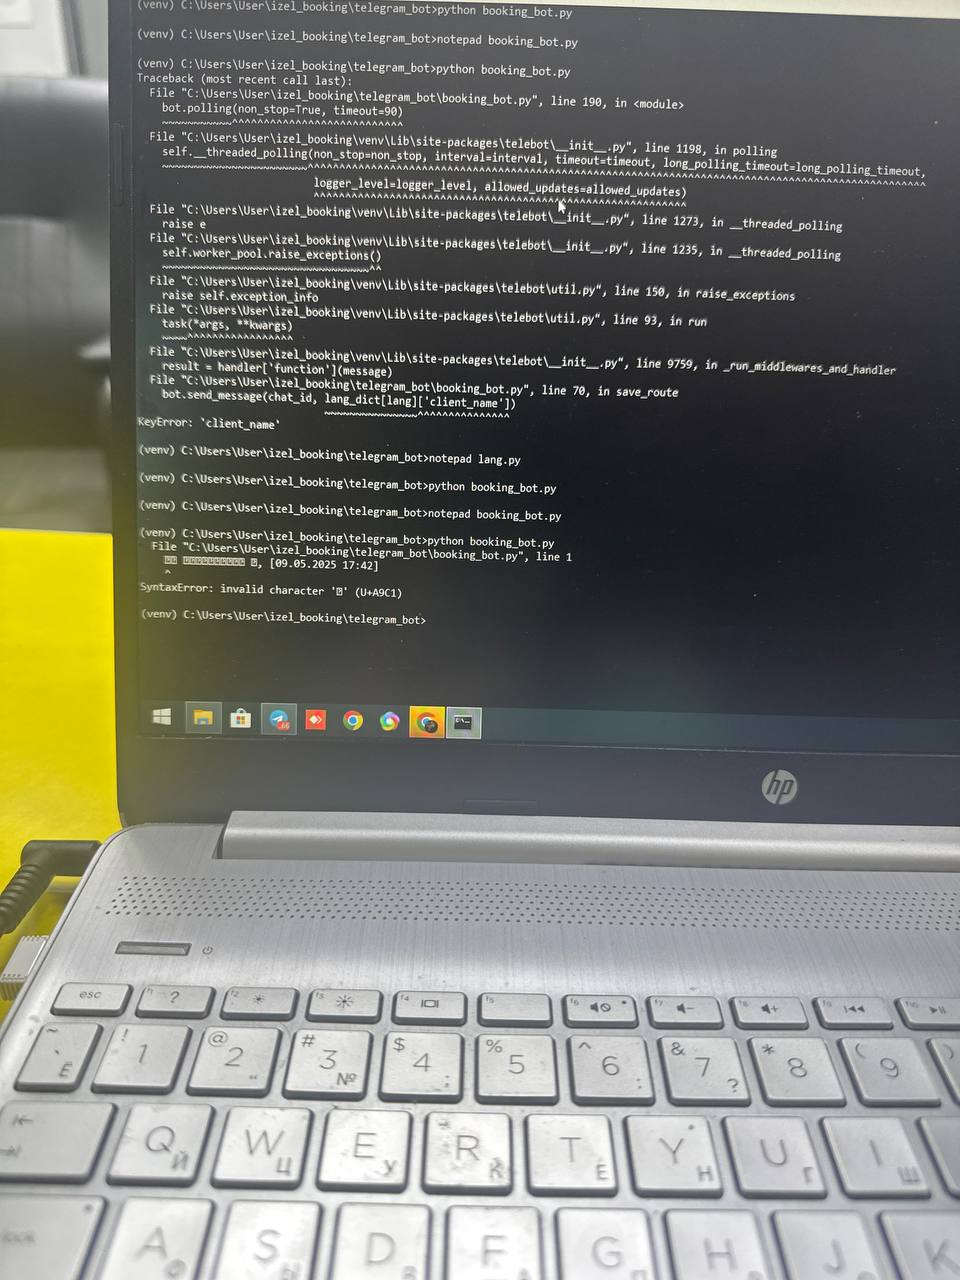 (venv) C:\Users\User\izel_booking\telegram_bot>python booking_bot.py
(venv) C:\Users\User\izel_booking\telegram_bot>notepad booking_bot.py
(venv) C:\Users\User\izel_booking\telegram_bot>python booking_bot.py
Traceback (most recent call last):
File "C:\Users\User\izel_booking\telegram_bot\booking_bot.py", line 190, in <module>
bot.polling(non_stop=True, timeout=90)
File "C:\Users\User\izel_booking\venv\Lib\site-packages\telebot\__init__.py", line 1198, in polling
self.__threaded_polling(non_stop=non_stop, interval=interval, timeout=timeout, long_polling_timeout=long_polling_timeout,
logger_level=logger_level, allowed_updates=allowed_updates)
File "C:\Users\User\izel_booking\venv\Lib\site-packages\telebot\__init__.py", line 1273, in __threaded_polling
raise e
File "C:\Users\User\izel_booking\venv\Lib\site-packages\telebot\__init__.py", line 1235, in __threaded_polling
self.worker_pool.raise_exceptions()
File "C:\Users\User\izel_booking\venv\Lib\site-packages\telebot\util.py", line 150, in raise_exceptions
raise self.exception_info
File "C:\Users\User\izel_booking\venv\Lib\site-packages\telebot\util.py", line 93, in run
task(*args, **kwargs)
File "C:\Users\User\izel_booking\venv\Lib\site-packages\telebot\__init__.py", line 9759, in _run_middlewares_and_handler
result = handler['function'](message)
File "C:\Users\User\izel_booking\telegram_bot\booking_bot.py", line 70, in save_route
bot.send_message(chat_id, lang_dict[lang]['client_name'])
KeyError: 'client_name'
(venv) C:\Users\User\izel_booking\telegram_bot>notepad lang.py
(venv) C:\Users\User\izel_booking\telegram_bot>python booking_bot.py
(venv) C:\Users\User\izel_booking\telegram_bot>notepad booking_bot.py
(venv) C:\Users\User\izel_booking\telegram_bot>python booking_bot.py
File "C:\Users\User\izel_booking\telegram_bot\booking_bot.py", line 1
, [09.05.2025 17:42]
^
SyntaxError: invalid character '' (U+A9C1)
(venv) C:\Users\User\izel_booking\telegram_bot>
hp
esc f1 ? f2 f3 f4 f5 f6 f7 f8
~ ` Ё ! 1 @ 2 " # 3 № $ 4 ; % 5 ^ 6 : & 7 ? * 8 ( 9 )
Q Й W Ц E У R К T Е Y Н U Г I Ш
A S D F G H J K